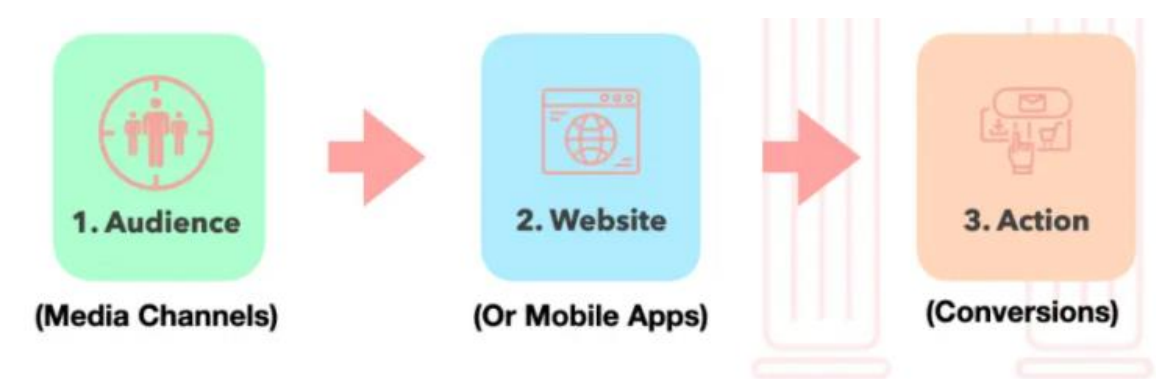 1. Audience
2. Website
3. Action
(Media Channels)
(Or Mobile Apps)
(Conversions)